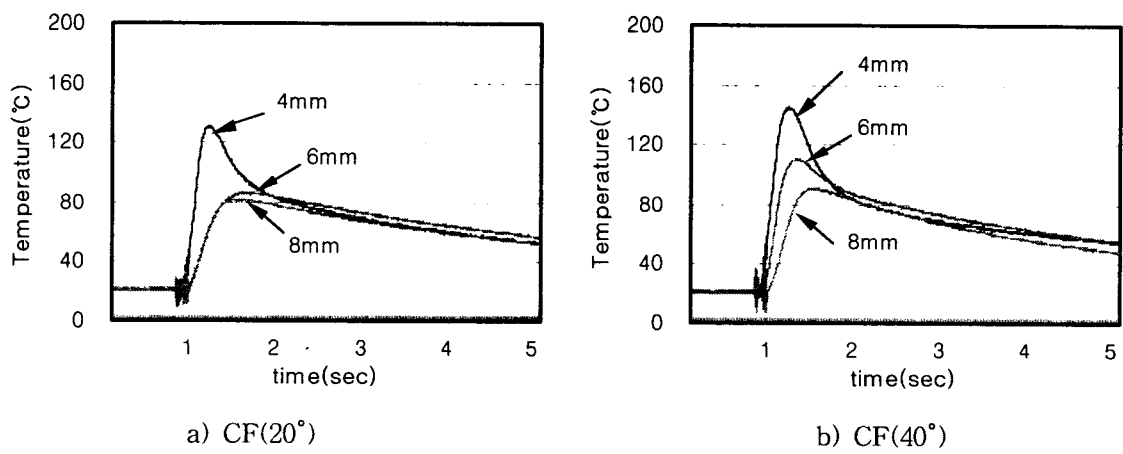 200
160
120
80
40
0
Temperature(℃)
4mm
6mm
8mm
1 2 3 4 5
time(sec)
a) CF(20°)
200
160
120
80
40
0
Temperature(℃)
4mm
6mm
8mm
1 2 3 4 5
time(sec)
b) CF(40°)